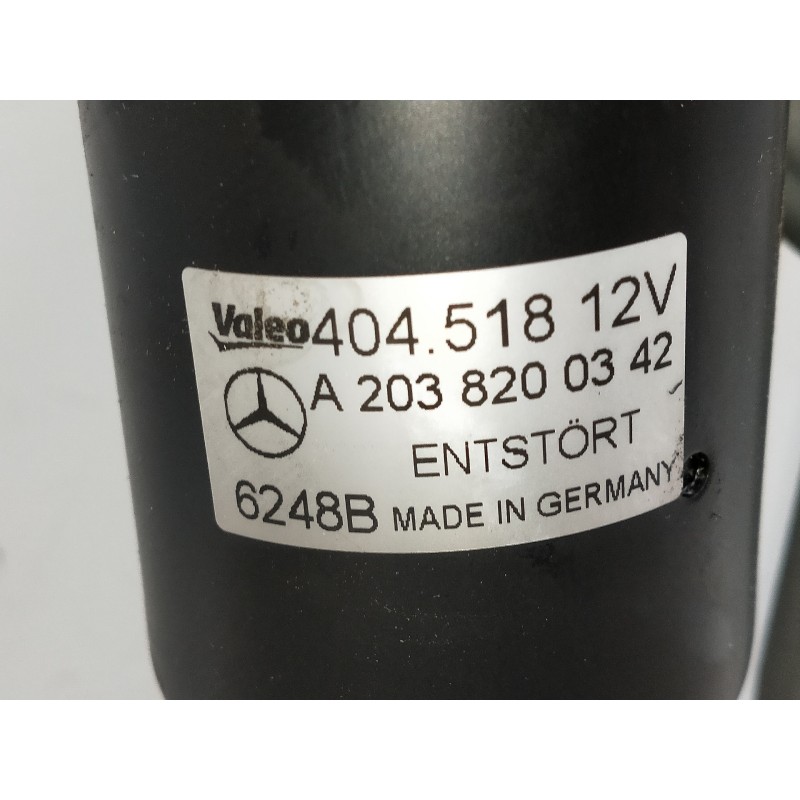 Valeo 404.518 12V
A 203 820 03 42
ENTSTÖRT
6248B MADE IN GERMANY